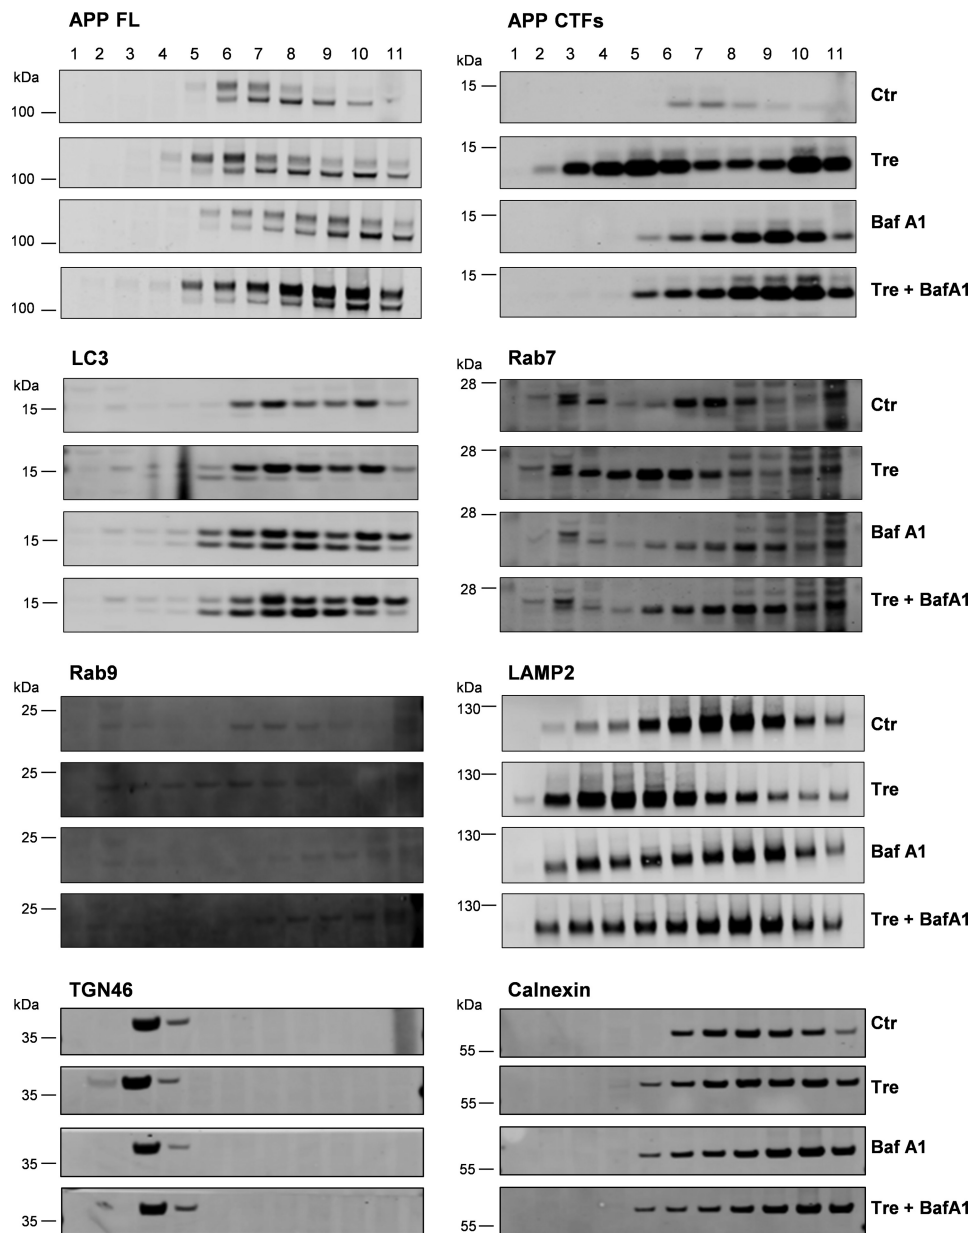 APP FL
APP CTFs
1 2 3 4 5 6 7 8 9 10 11
1 2 3 4 5 6 7 8 9 10 11
kDa
kDa
100
15
Ctr
100
15
Tre
100
15
Baf A1
100
15
Tre + BafA1
LC3
Rab7
kDa
kDa
15
28
Ctr
15
28
Tre
15
28
Baf A1
15
28
Tre + BafA1
Rab9
LAMP2
kDa
kDa
25
130
Ctr
25
130
Tre
25
130
Baf A1
25
130
Tre + BafA1
TGN46
Calnexin
kDa
kDa
35
55
Ctr
35
55
Tre
35
55
Baf A1
35
55
Tre + BafA1